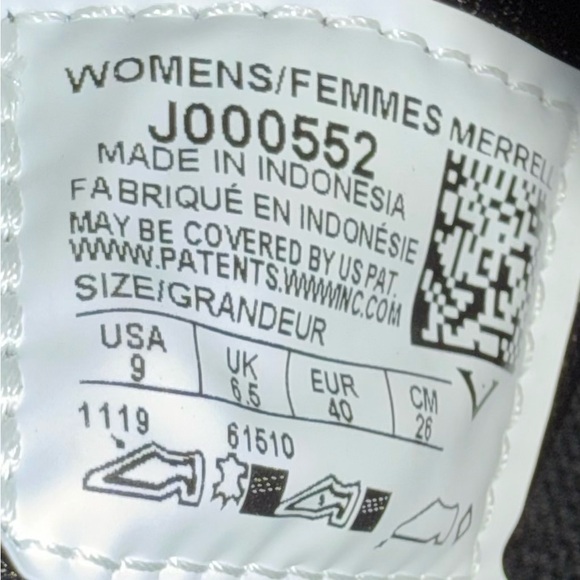 WOMENS/FEMMES MERRELL
J000552
MADE IN INDONESIA
FABRIQUÉ EN INDONÉSIE
MAY BE COVERED BY US PAT.
WWW.PATENTS.WWWINC.COM
SIZE/GRANDEUR
USA UK EUR CM
9 6.5 40 26
1119 61510